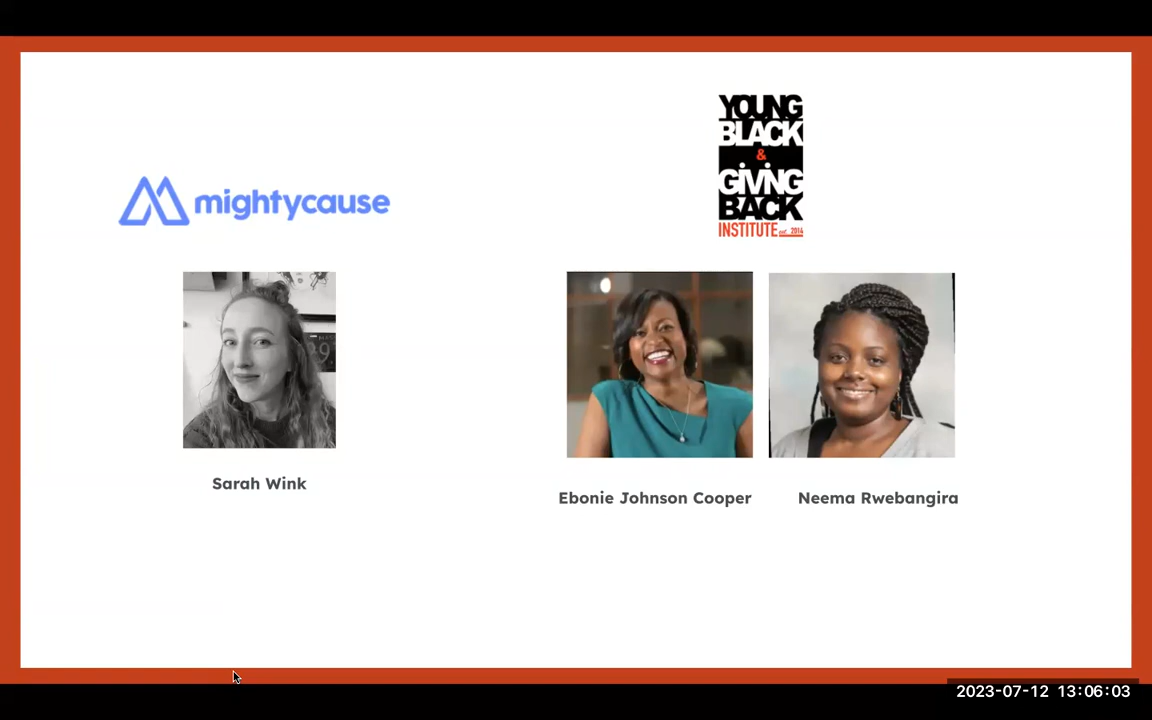 mightycause
YOUNG
BLACK
&
GIVING
BACK
INSTITUTE est. 2014
9
Sarah Wink
Ebonie Johnson Cooper
Neema Rwebangira
2023-07-12 13:06:03